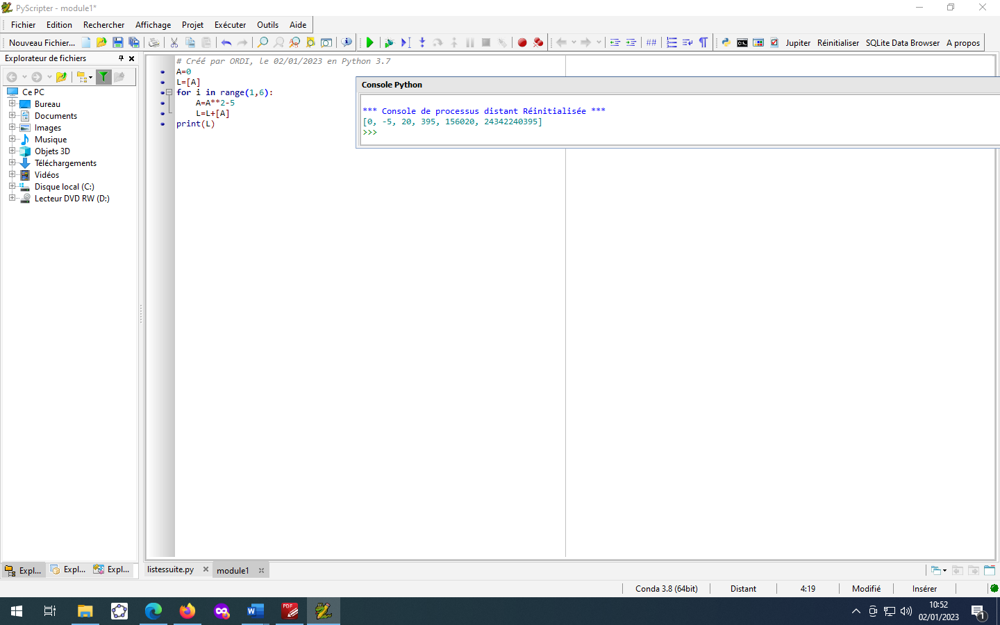 PyScripter - module1*
Fichier Edition Rechercher Affichage Projet Exécuter Outils Aide
Nouveau Fichier... ## Jupiter Réinitialiser SQLite Data Browser A propos
Explorateur de fichiers
Ce PC
Bureau
Documents
Images
Musique
Objets 3D
Téléchargements
Vidéos
Disque local (C:)
Lecteur DVD RW (D:)
# Créé par ORDI, le 02/01/2023 en Python 3.7
A=0
L=[A]
for i in range(1,6):
    A=A**2-5
    L=L+[A]
print(L)
Console Python
*** Console de processus distant Réinitialisée ***
[0, -5, 20, 395, 156020, 24342240395]
>>>
Expl... Expl... Expl...
listessuite.py module1
Conda 3.8 (64bit) Distant 4:19 Modifié Insérer
W PDF
10:52
02/01/2023
1